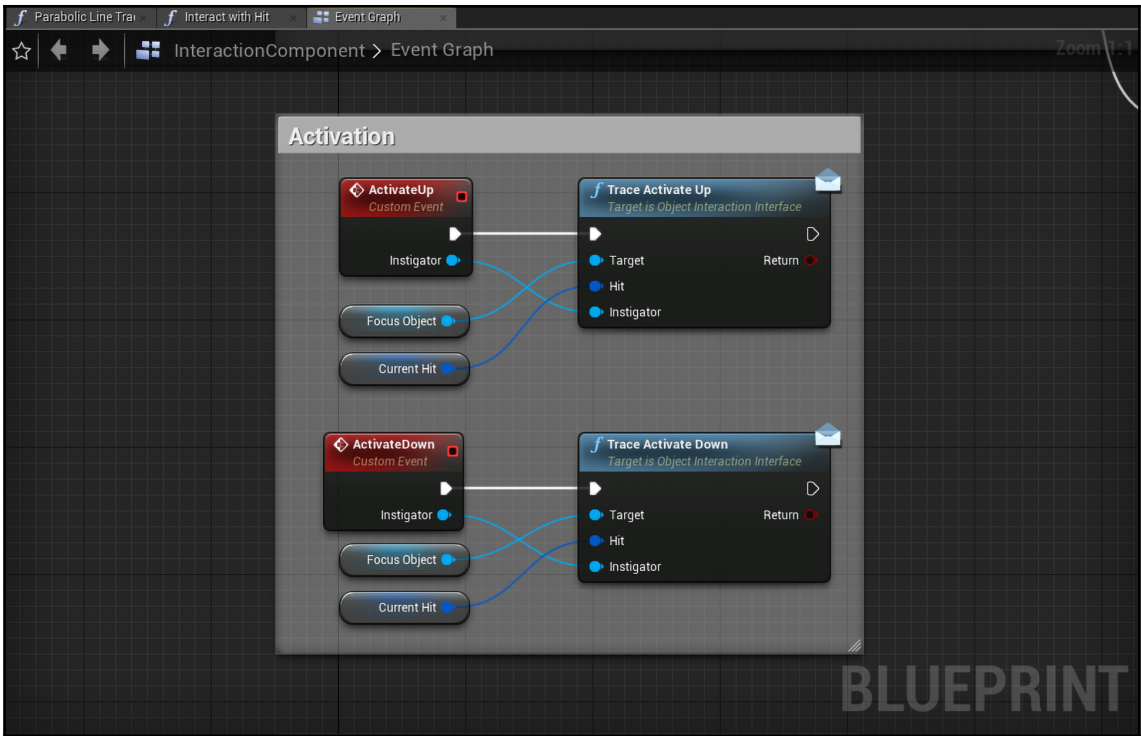 Parabolic Line Tra
Interact with Hit
Event Graph
InteractionComponent > Event Graph
Zoom 1:1
Activation
ActivateUp
Custom Event
Instigator
Focus Object
Current Hit
Trace Activate Up
Target is Object Interaction Interface
Target
Return
Hit
Instigator
ActivateDown
Custom Event
Instigator
Focus Object
Current Hit
Trace Activate Down
Target is Object Interaction Interface
Target
Return
Hit
Instigator
BLUEPRINT